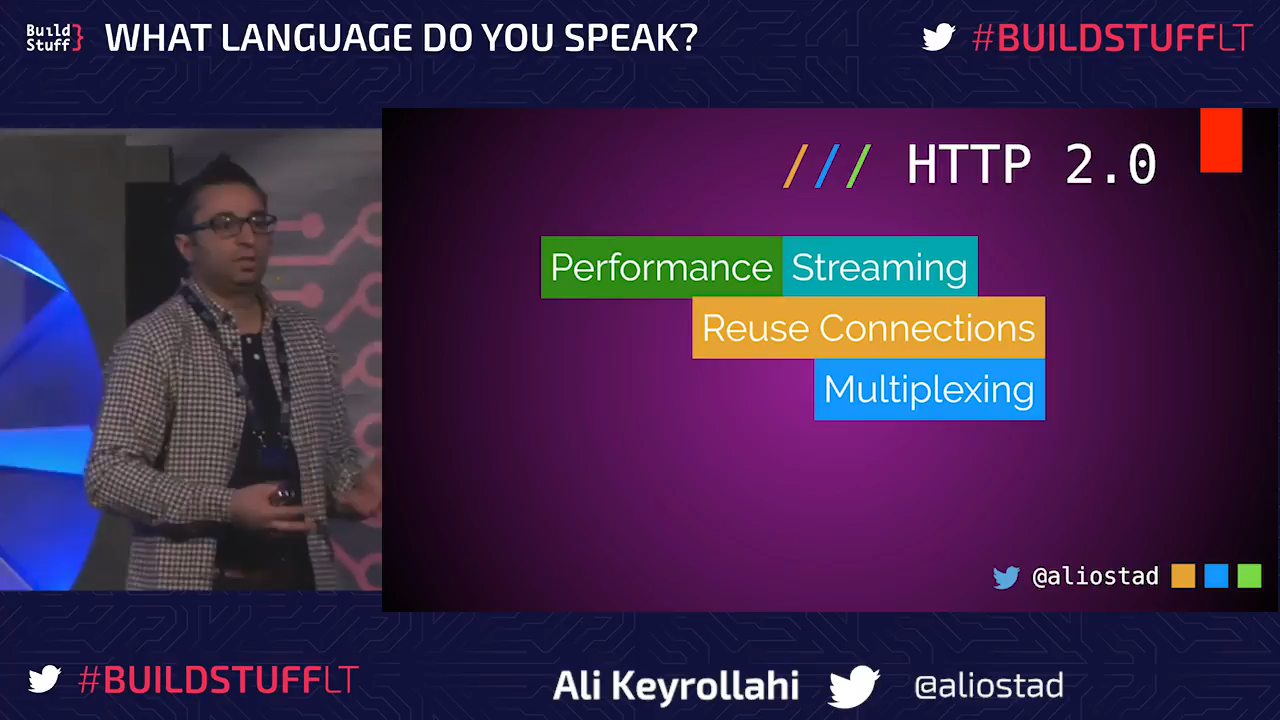 Build
Stuff}
WHAT LANGUAGE DO YOU SPEAK?
#BUILDSTUFFLT
/// HTTP 2.0
Performance
Streaming
Reuse Connections
Multiplexing
@aliostad
#BUILDSTUFFLT
Ali Keyrollahi
@aliostad